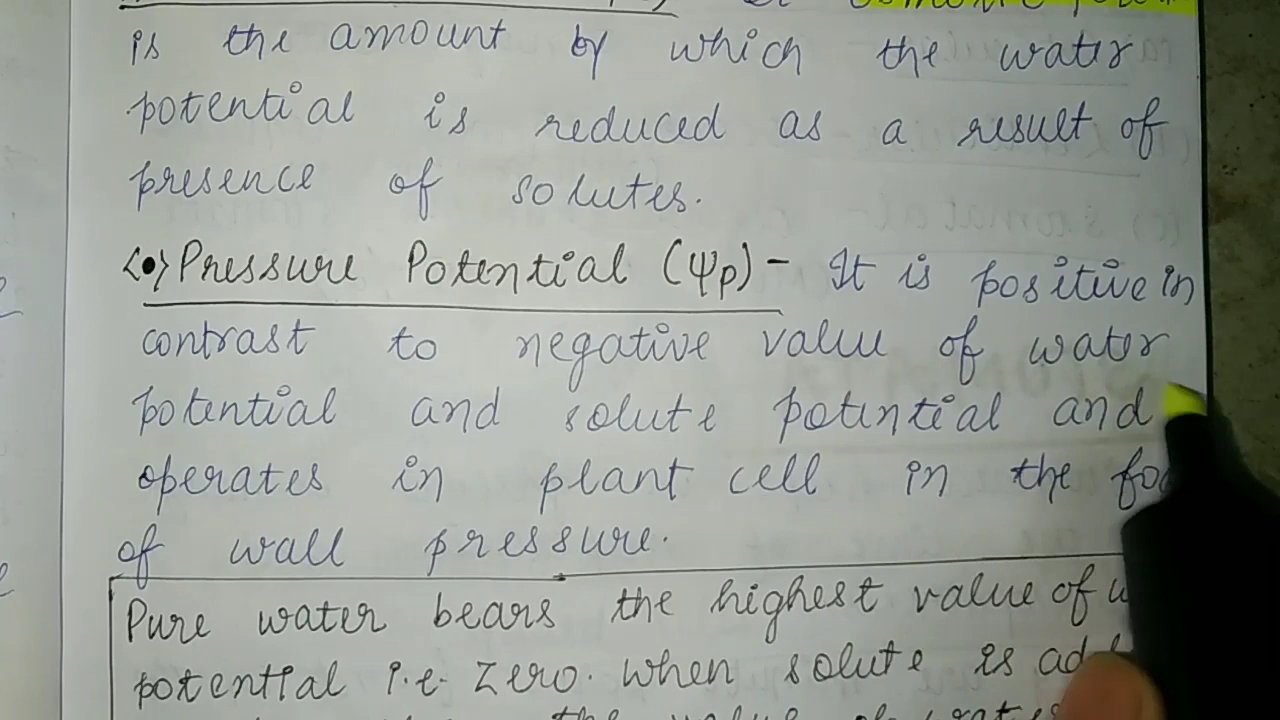 is the amount by which the water
potential is reduced as a result of
presence of solutes.
<•> Pressure Potential (Ψp) - It is positive in
contrast to negative value of water
potential and solute potential and
operates in plant cell in the
of wall pressure.
Pure water bears the highest value of
potential i.e. zero. when solute is